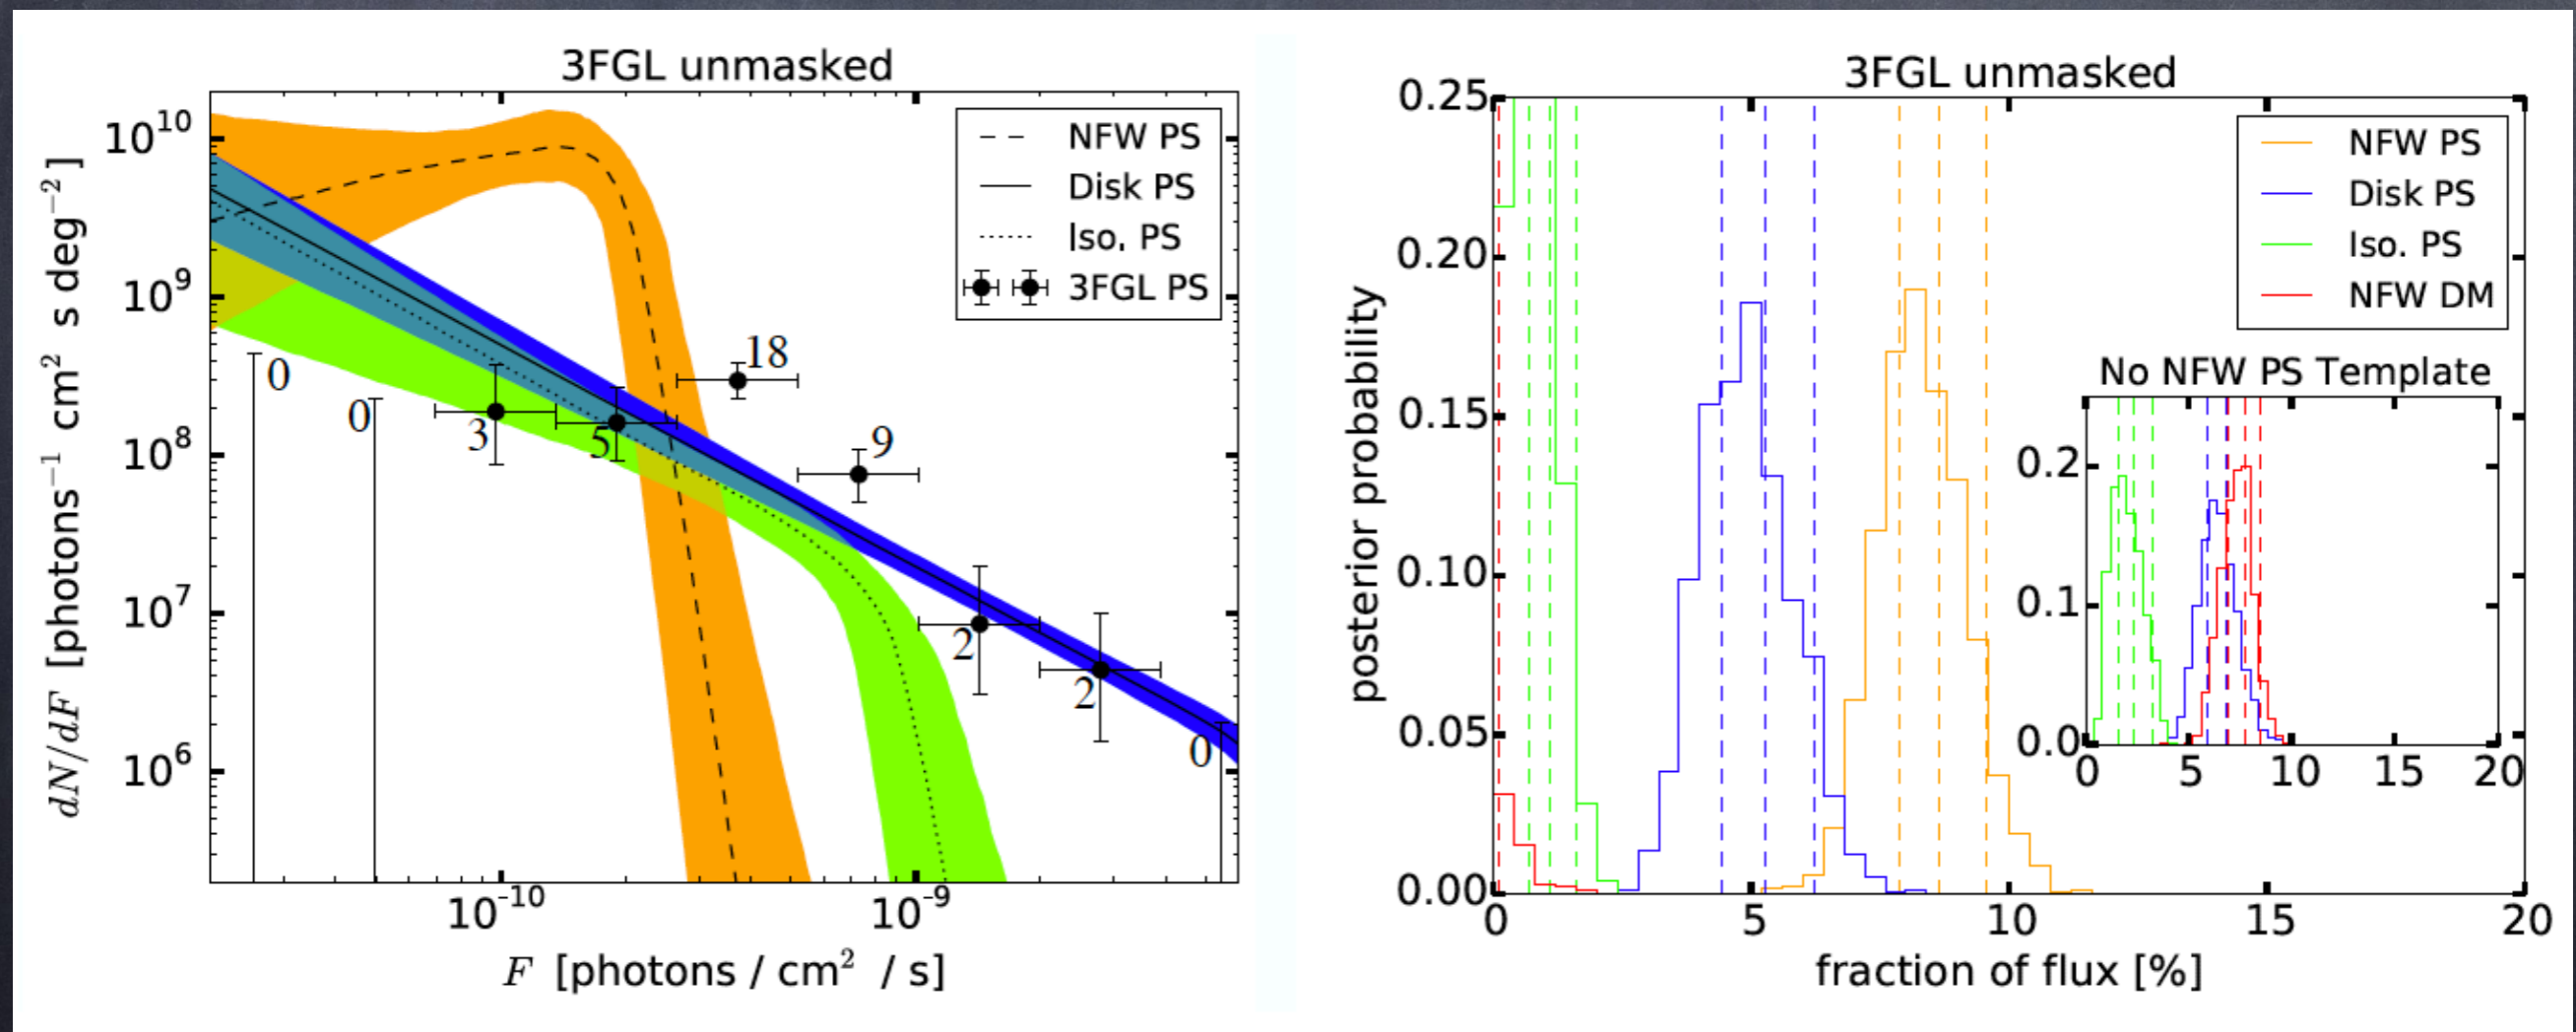 3FGL unmasked
10^10
10^9
10^8
10^7
10^6
dN/dF [photons^−1 cm^2 s deg^−2]
NFW PS
Disk PS
Iso. PS
3FGL PS
0
0
3
5
18
9
2
2
0
10^-10
10^-9
F [photons / cm^2 / s]
3FGL unmasked
0.25
0.20
0.15
0.10
0.05
0.00
posterior probability
NFW PS
Disk PS
Iso. PS
NFW DM
No NFW PS Template
0.2
0.1
0.0
0 5 10 15 20
0 5 10 15 20
fraction of flux [%]